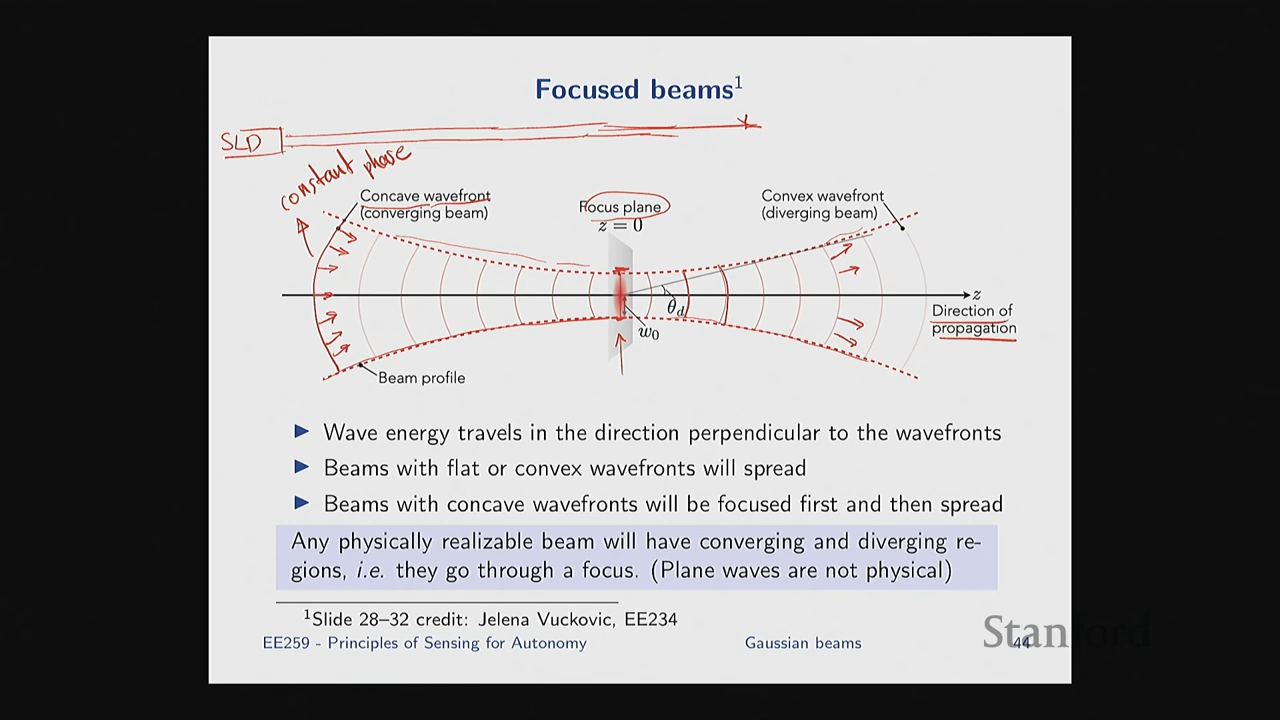 Focused beams¹
SLD
constant phase
Concave wavefront
(converging beam)
Focus plane
z = 0
Convex wavefront
(diverging beam)
z
θd
w0
Direction of
propagation
Beam profile
▶ Wave energy travels in the direction perpendicular to the wavefronts
▶ Beams with flat or convex wavefronts will spread
▶ Beams with concave wavefronts will be focused first and then spread
Any physically realizable beam will have converging and diverging re-
gions, i.e. they go through a focus. (Plane waves are not physical)
¹Slide 28–32 credit: Jelena Vuckovic, EE234
EE259 - Principles of Sensing for Autonomy Gaussian beams 44
Stanford